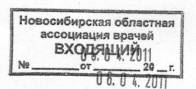 Новосибирская областная
ассоциация врачей
ВХОДЯЩИЙ
06.04.2011
№ от 20 г.
06.04.2011